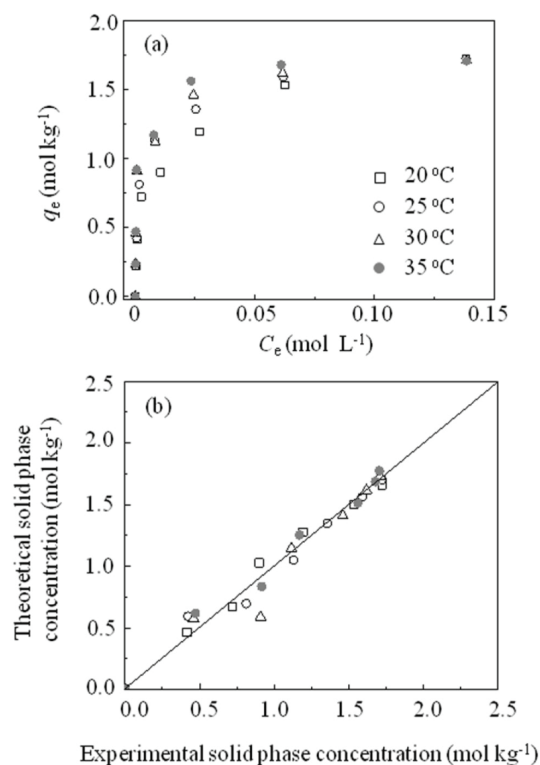 (a)
2.0
1.5
1.0
0.5
0.0
qe (mol kg-1)
20 oC
25 oC
30 oC
35 oC
0 0.05 0.10 0.15
Ce (mol L-1)
(b)
2.5
2.0
1.5
1.0
0.5
0.0
Theoretical solid phase
concentration (mol kg-1)
0.0 0.5 1.0 1.5 2.0 2.5
Experimental solid phase concentration (mol kg-1)